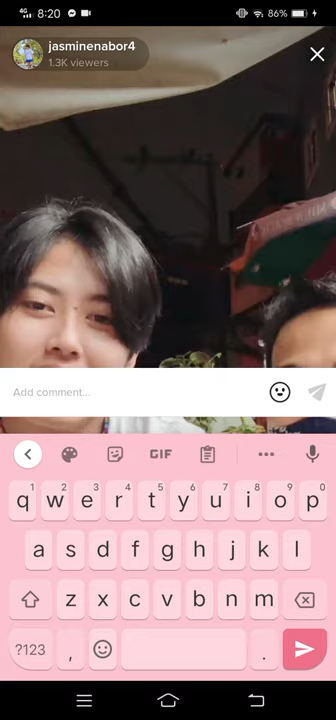 4G 8:20 86%
jasminenabor4
1.3K viewers
Add comment...
GIF
1 2 3 4 5 6 7 8 9 0
q w e r t y u i o p
a s d f g h j k l
z x c v b n m
?123 , .